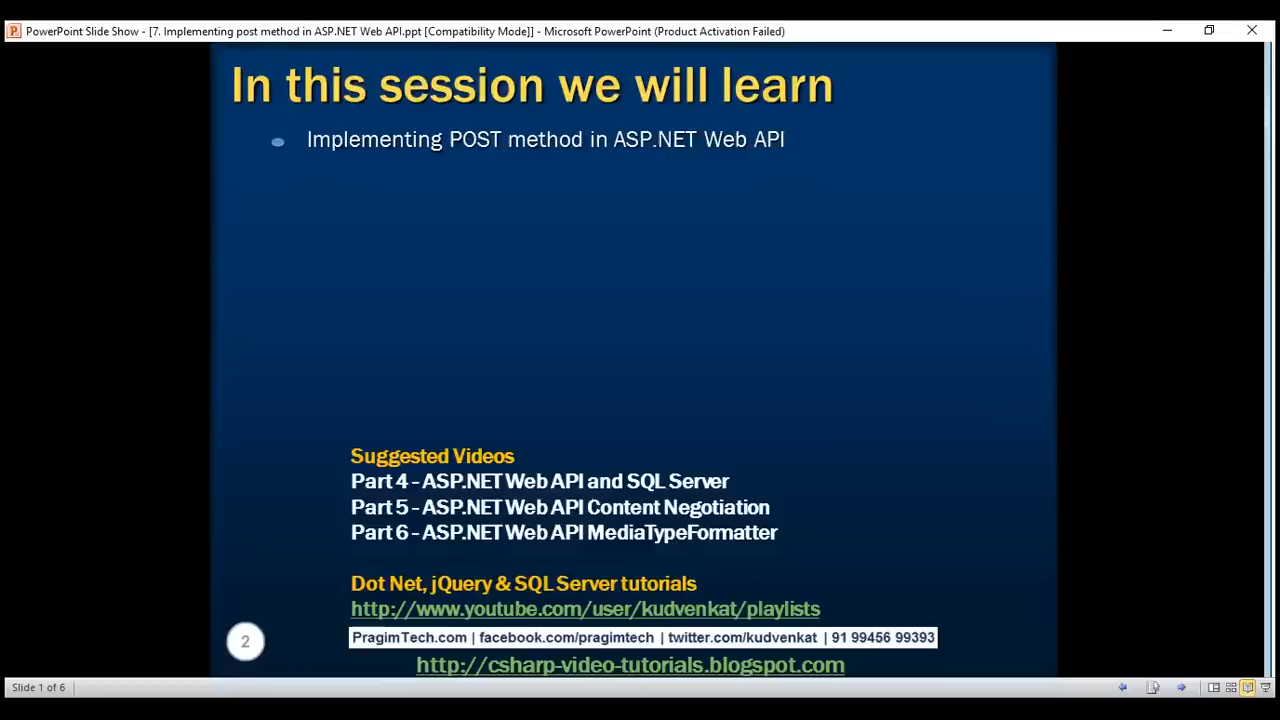 PowerPoint Slide Show - [7. Implementing post method in ASP.NET Web API.ppt [Compatibility Mode]] - Microsoft PowerPoint (Product Activation Failed)
In this session we will learn
Implementing POST method in ASP.NET Web API
Suggested Videos
Part 4 - ASP.NET Web API and SQL Server
Part 5 - ASP.NET Web API Content Negotiation
Part 6 - ASP.NET Web API MediaTypeFormatter
Dot Net, jQuery & SQL Server tutorials
http://www.youtube.com/user/kudvenkat/playlists
2
PragimTech.com | facebook.com/pragimtech | twitter.com/kudvenkat | 91 99456 99393
http://csharp-video-tutorials.blogspot.com
Slide 1 of 6